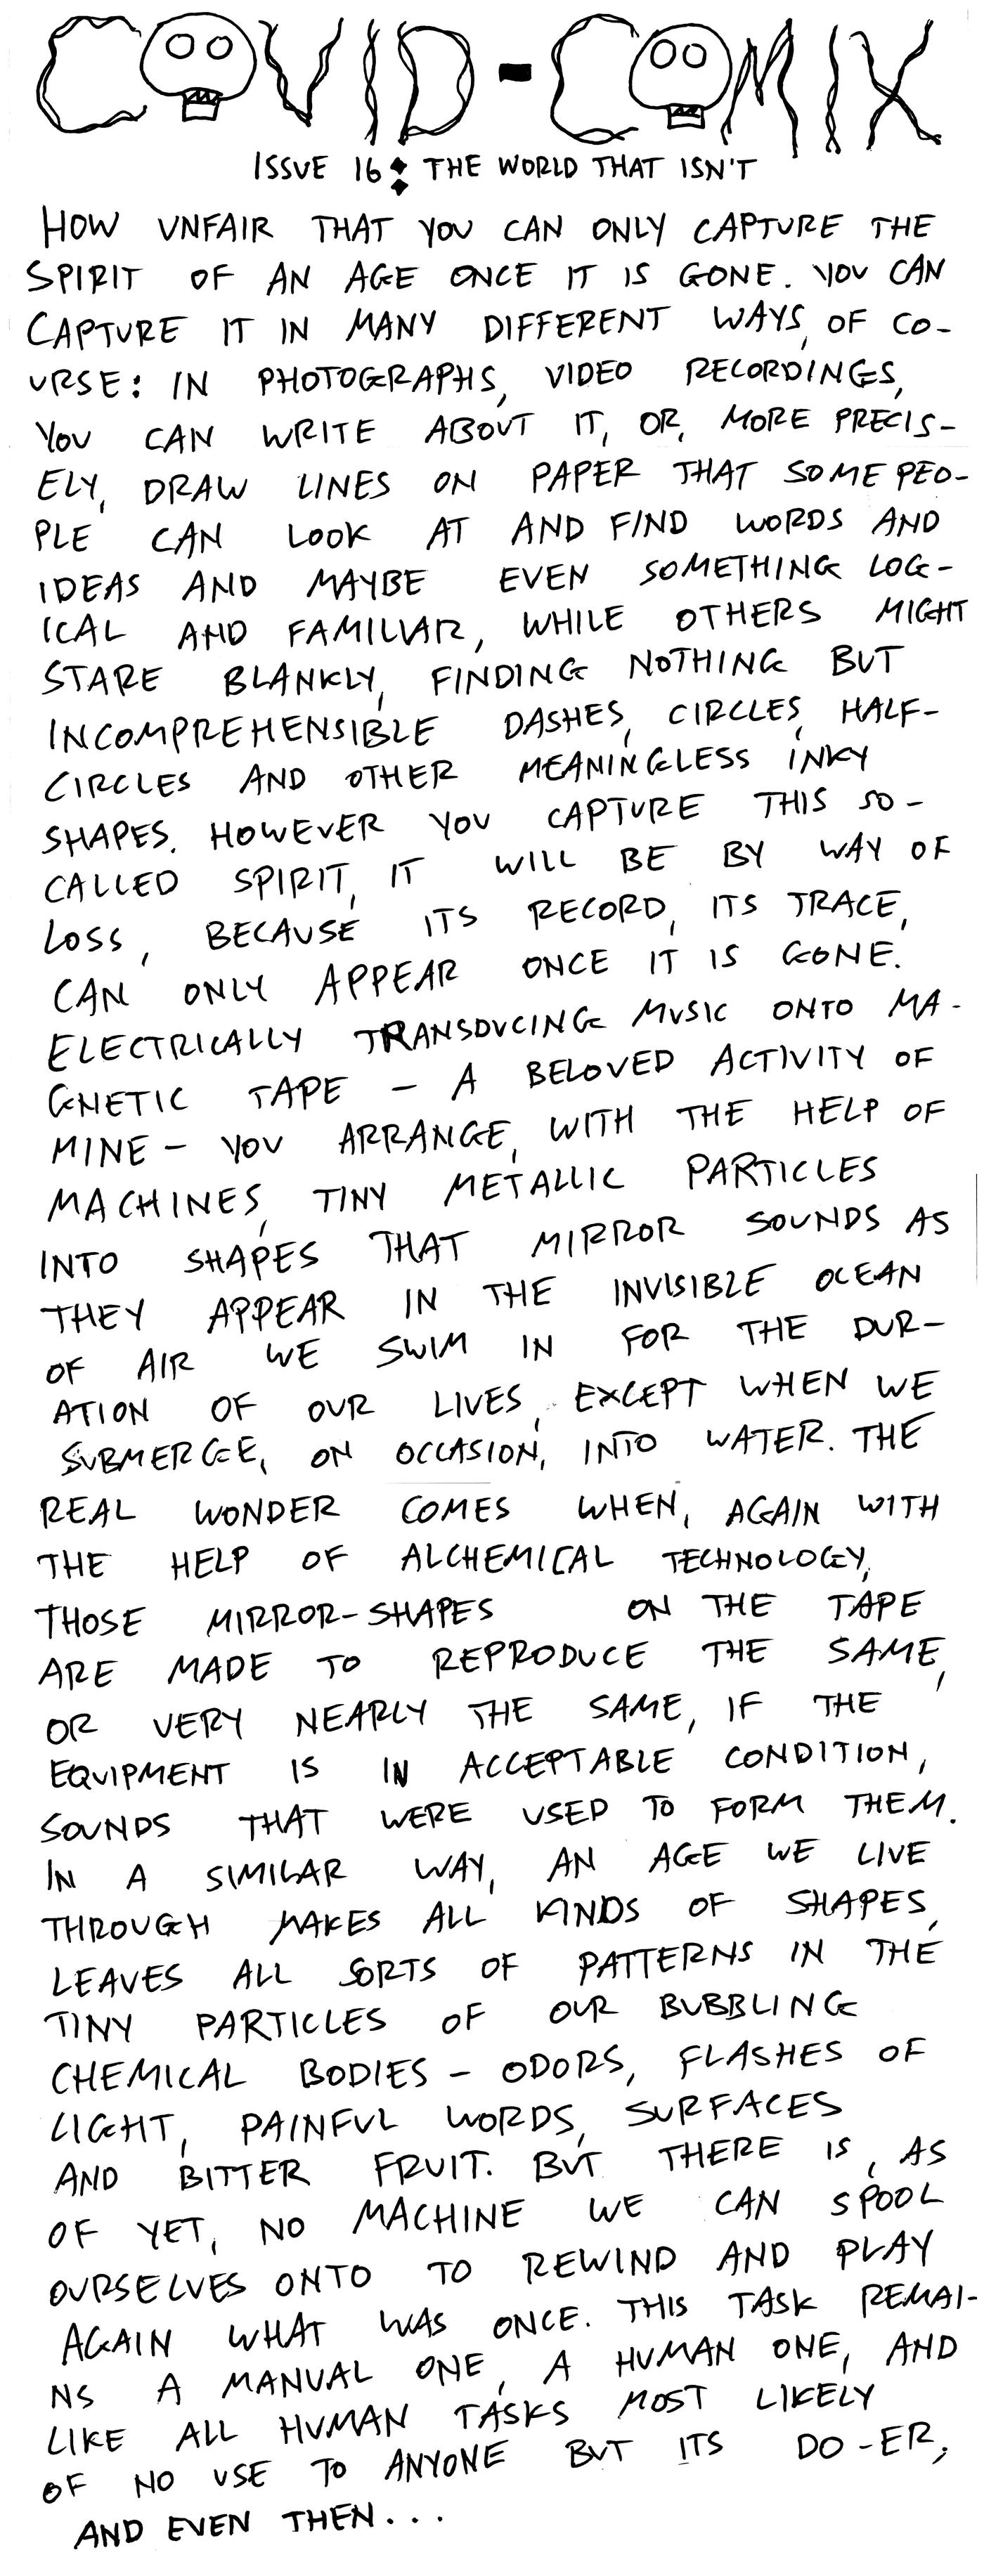 COVID-COMIX
ISSUE 16: THE WORLD THAT ISN'T
HOW UNFAIR THAT YOU CAN ONLY CAPTURE THE
SPIRIT OF AN AGE ONCE IT IS GONE. YOU CAN
CAPTURE IT IN MANY DIFFERENT WAYS, OF CO-
URSE: IN PHOTOGRAPHS, VIDEO RECORDINGS,
YOU CAN WRITE ABOUT IT, OR, MORE PRECIS-
ELY, DRAW LINES ON PAPER THAT SOME PEO-
PLE CAN LOOK AT AND FIND WORDS AND
IDEAS AND MAYBE EVEN SOMETHING LOG-
ICAL AND FAMILIAR, WHILE OTHERS MIGHT
STARE BLANKLY, FINDING NOTHING BUT
INCOMPREHENSIBLE DASHES, CIRCLES, HALF-
CIRCLES AND OTHER MEANINGLESS INKY
SHAPES. HOWEVER YOU CAPTURE THIS SO-
CALLED SPIRIT, IT WILL BE BY WAY OF
LOSS, BECAUSE ITS RECORD, ITS TRACE,
CAN ONLY APPEAR ONCE IT IS GONE.
ELECTRICALLY TRANSDUCING MUSIC ONTO MA-
GNETIC TAPE - A BELOVED ACTIVITY OF
MINE - YOU ARRANGE, WITH THE HELP OF
MACHINES, TINY METALLIC PARTICLES
INTO SHAPES THAT MIRROR SOUNDS AS
THEY APPEAR IN THE INVISIBLE OCEAN
OF AIR WE SWIM IN FOR THE DUR-
ATION OF OUR LIVES, EXCEPT WHEN WE
SUBMERGE, ON OCCASION, INTO WATER. THE
REAL WONDER COMES WHEN, AGAIN WITH
THE HELP OF ALCHEMICAL TECHNOLOGY,
THOSE MIRROR-SHAPES ON THE TAPE
ARE MADE TO REPRODUCE THE SAME,
OR VERY NEARLY THE SAME, IF THE
EQUIPMENT IS IN ACCEPTABLE CONDITION,
SOUNDS THAT WERE USED TO FORM THEM.
IN A SIMILAR WAY, AN AGE WE LIVE
THROUGH MAKES ALL KINDS OF SHAPES,
LEAVES ALL SORTS OF PATTERNS IN THE
TINY PARTICLES OF OUR BUBBLING
CHEMICAL BODIES - ODORS, FLASHES OF
LIGHT, PAINFUL WORDS, SURFACES
AND BITTER FRUIT. BUT THERE IS, AS
OF YET, NO MACHINE WE CAN SPOOL
OURSELVES ONTO TO REWIND AND PLAY
AGAIN WHAT WAS ONCE. THIS TASK REMAI-
NS A MANUAL ONE, A HUMAN ONE, AND
LIKE ALL HUMAN TASKS MOST LIKELY
OF NO USE TO ANYONE BUT ITS DO-ER,
AND EVEN THEN...